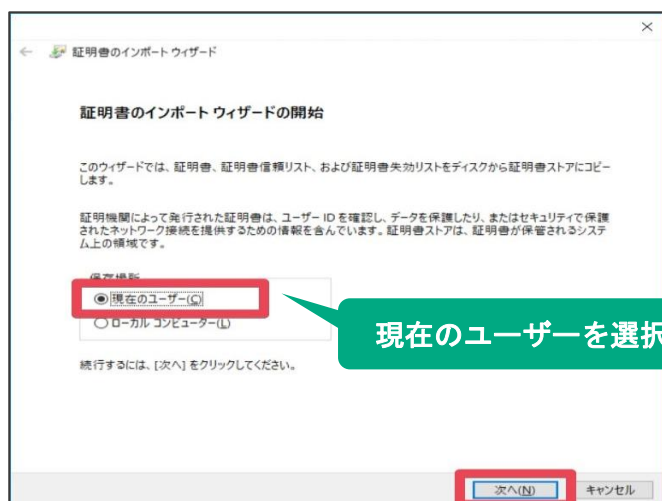 証明書のインポート ウィザード
証明書のインポート ウィザードの開始
このウィザードでは、証明書、証明書信頼リスト、および証明書失効リストをディスクから証明書ストアにコピー
します。
証明機関によって発行された証明書は、ユーザー ID を確認し、データを保護したり、またはセキュリティで保護
されたネットワーク接続を提供するための情報を含んでいます。証明書ストアは、証明書が保管されるシステ
ム上の領域です。
保存場所
現在のユーザー(C)
ローカル コンピューター(L)
現在のユーザーを選択
続行するには、[次へ] をクリックしてください。
次へ(N)
キャンセル